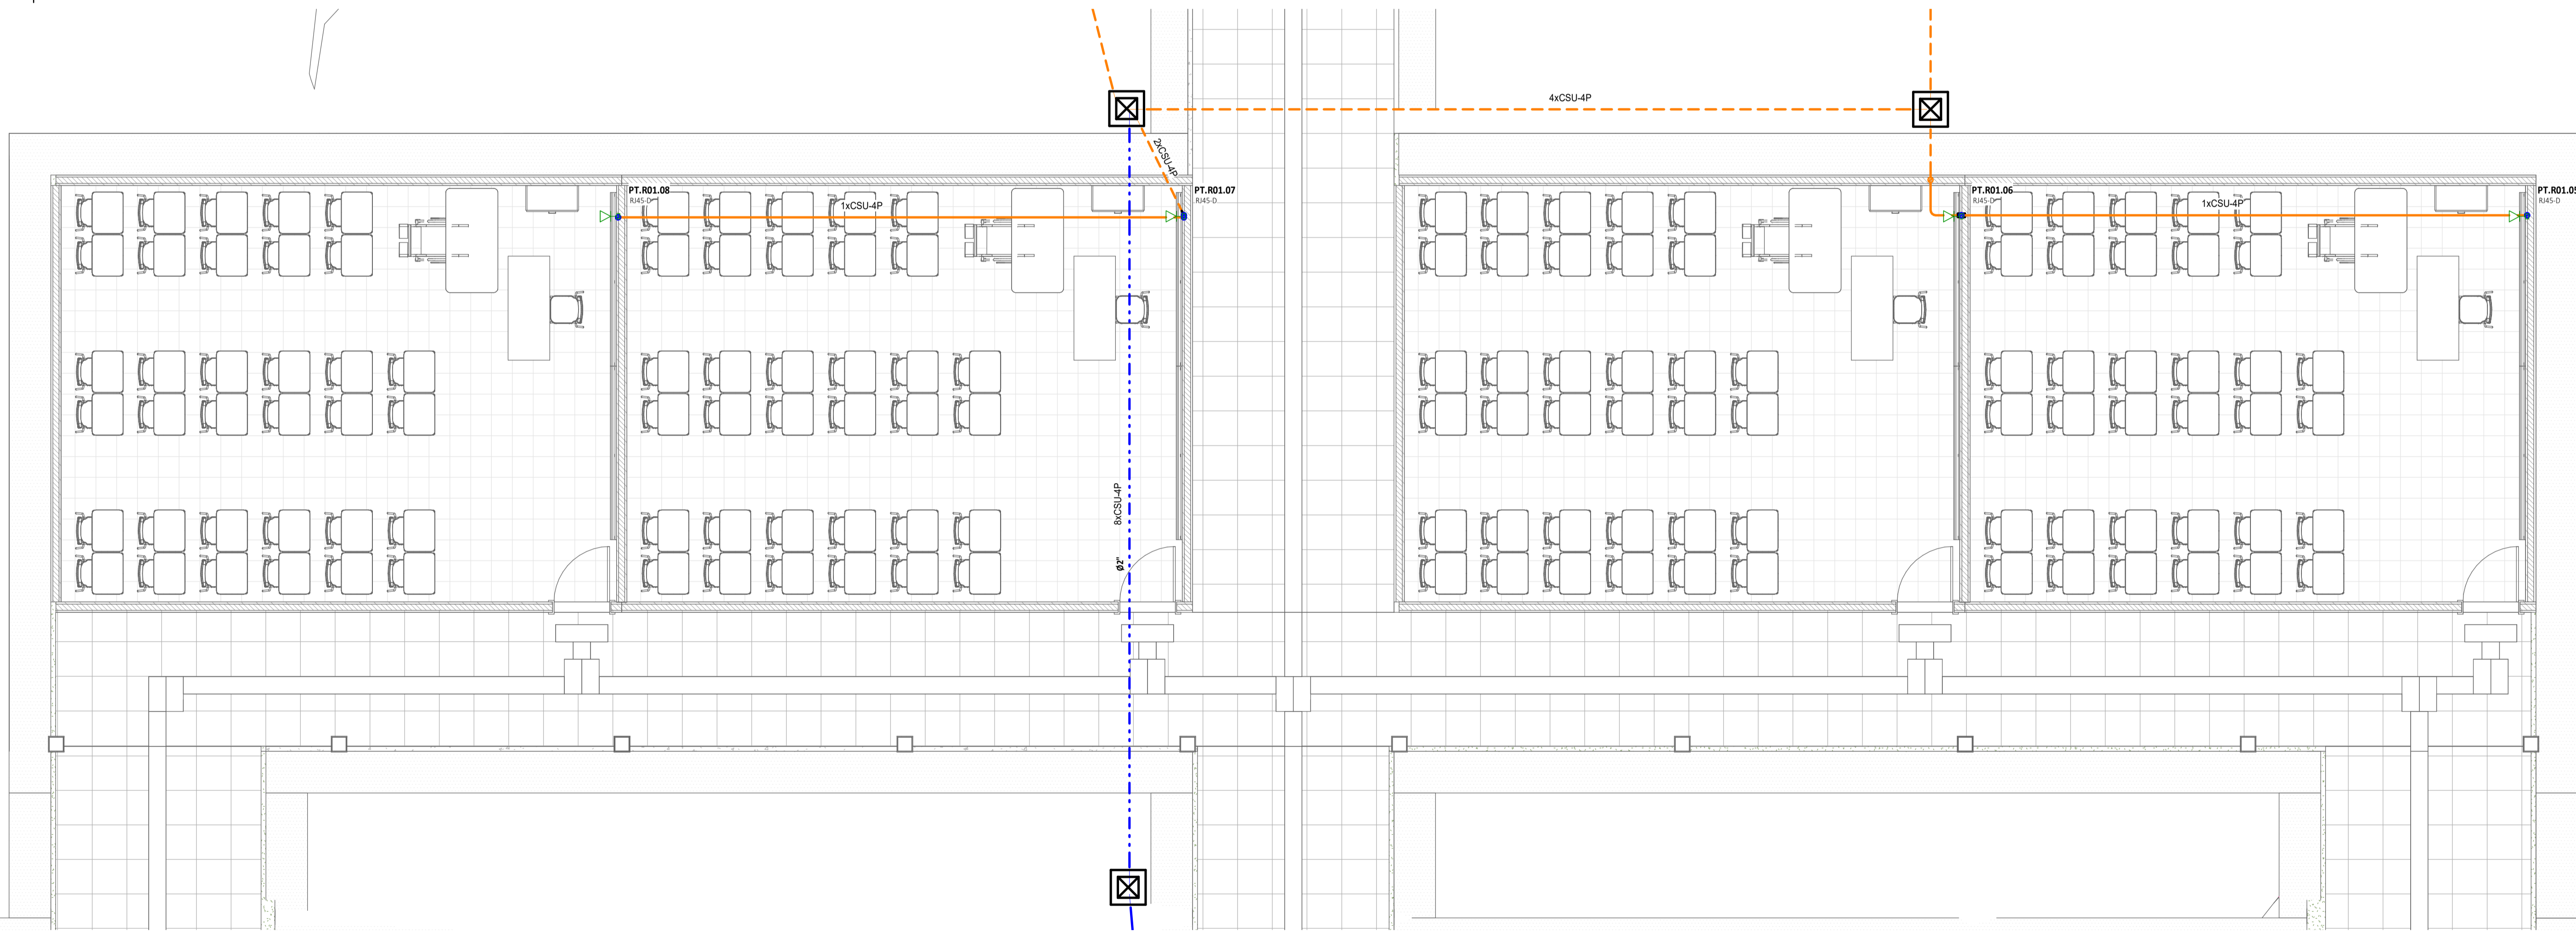 4xCSU-4P
2xCSU-4P
PT.R01.08
RJ45-D
1xCSU-4P
PT.R01.07
RJ45-D
PT.R01.06
RJ45-D
1xCSU-4P
PT.R01.05
RJ45-D
8xCSU-4P
Ø2"